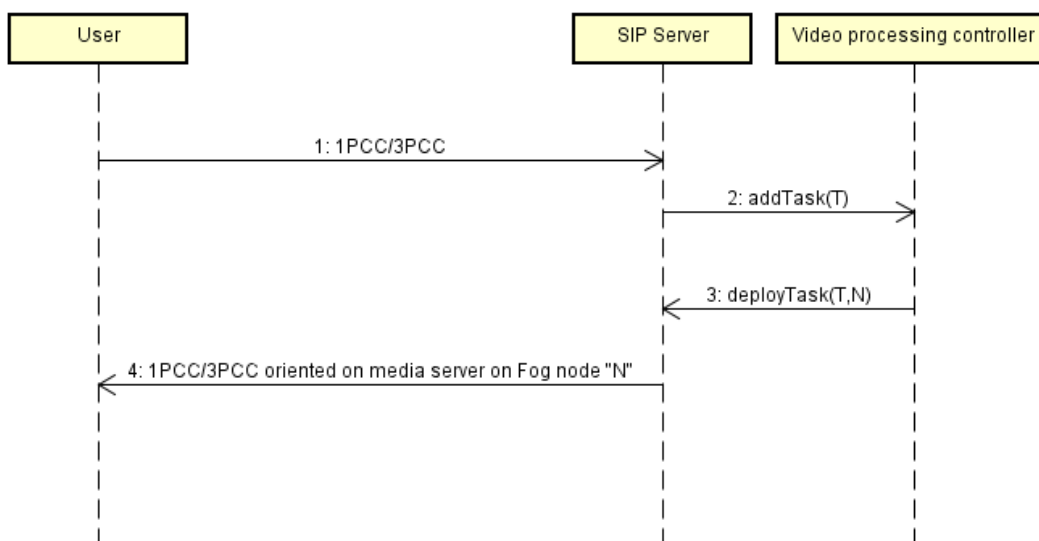 User
SIP Server
Video processing controller
1: 1PCC/3PCC
2: addTask(T)
3: deployTask(T,N)
4: 1PCC/3PCC oriented on media server on Fog node "N"